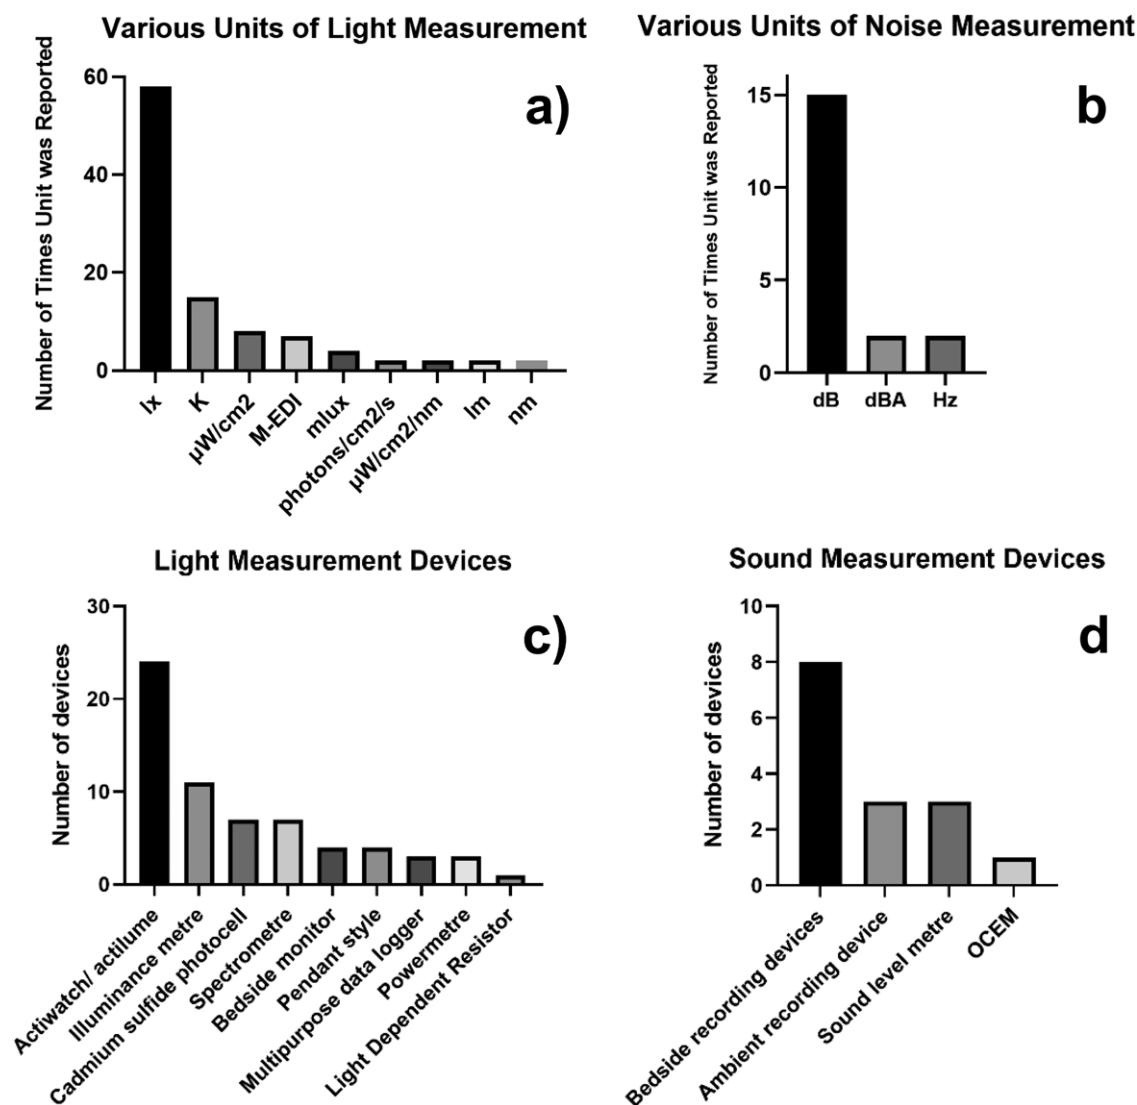 Various Units of Light Measurement
Number of Times Unit was Reported
60
40
20
0
a)
lx
K
µW/cm2
M-EDI
mlux
photons/cm2/s
µW/cm2/nm
lm
nm
Various Units of Noise Measurement
Number of Times Unit was Reported
15
10
5
0
b
dB
dBA
Hz
Light Measurement Devices
Number of devices
30
20
10
0
c)
Actiwatch/ actilume
Illuminance metre
Cadmium sulfide photocell
Spectrometre
Bedside monitor
Pendant style
Multipurpose data logger
Powermetre
Light Dependent Resistor
Sound Measurement Devices
Number of devices
10
8
6
4
2
0
d
Bedside recording devices
Ambient recording device
Sound level metre
OCEM